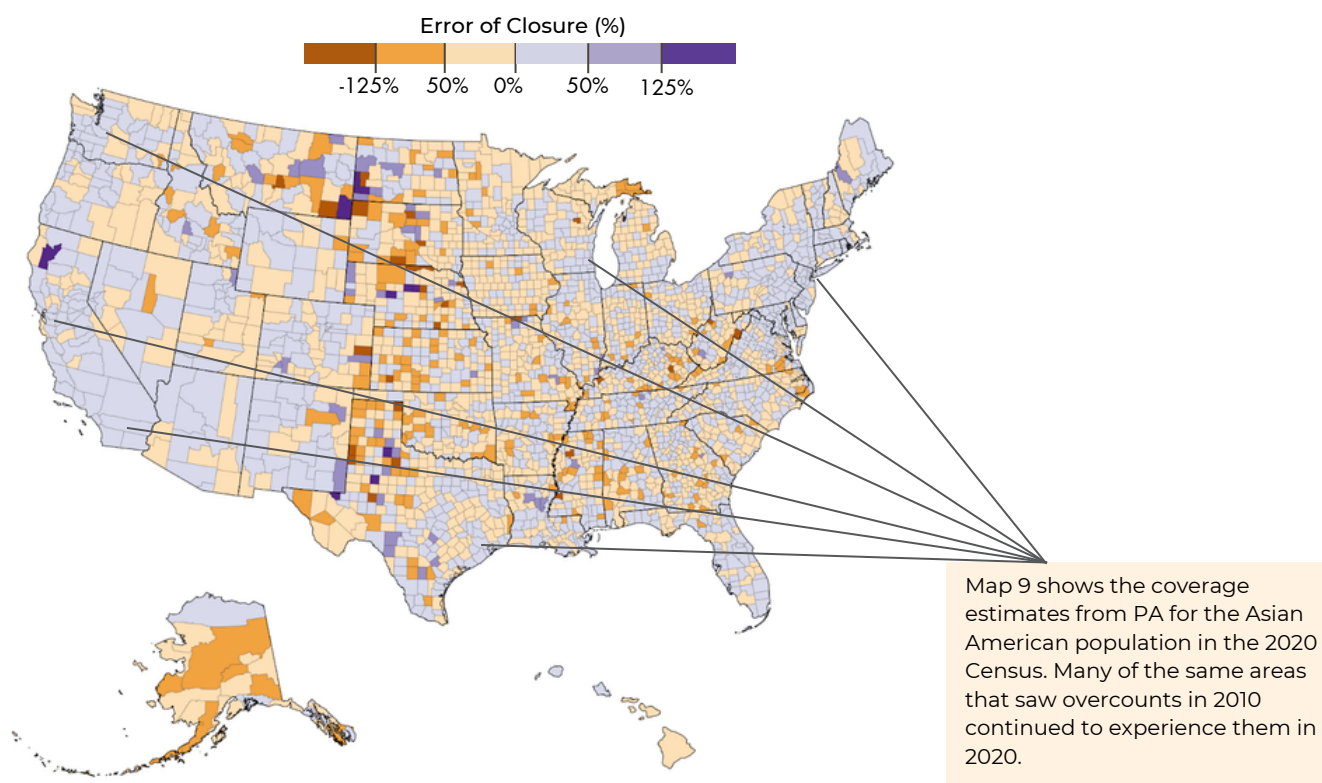 Error of Closure (%)
-125% 50% 0% 50% 125%
Map 9 shows the coverage
estimates from PA for the Asian
American population in the 2020
Census. Many of the same areas
that saw overcounts in 2010
continued to experience them in
2020.